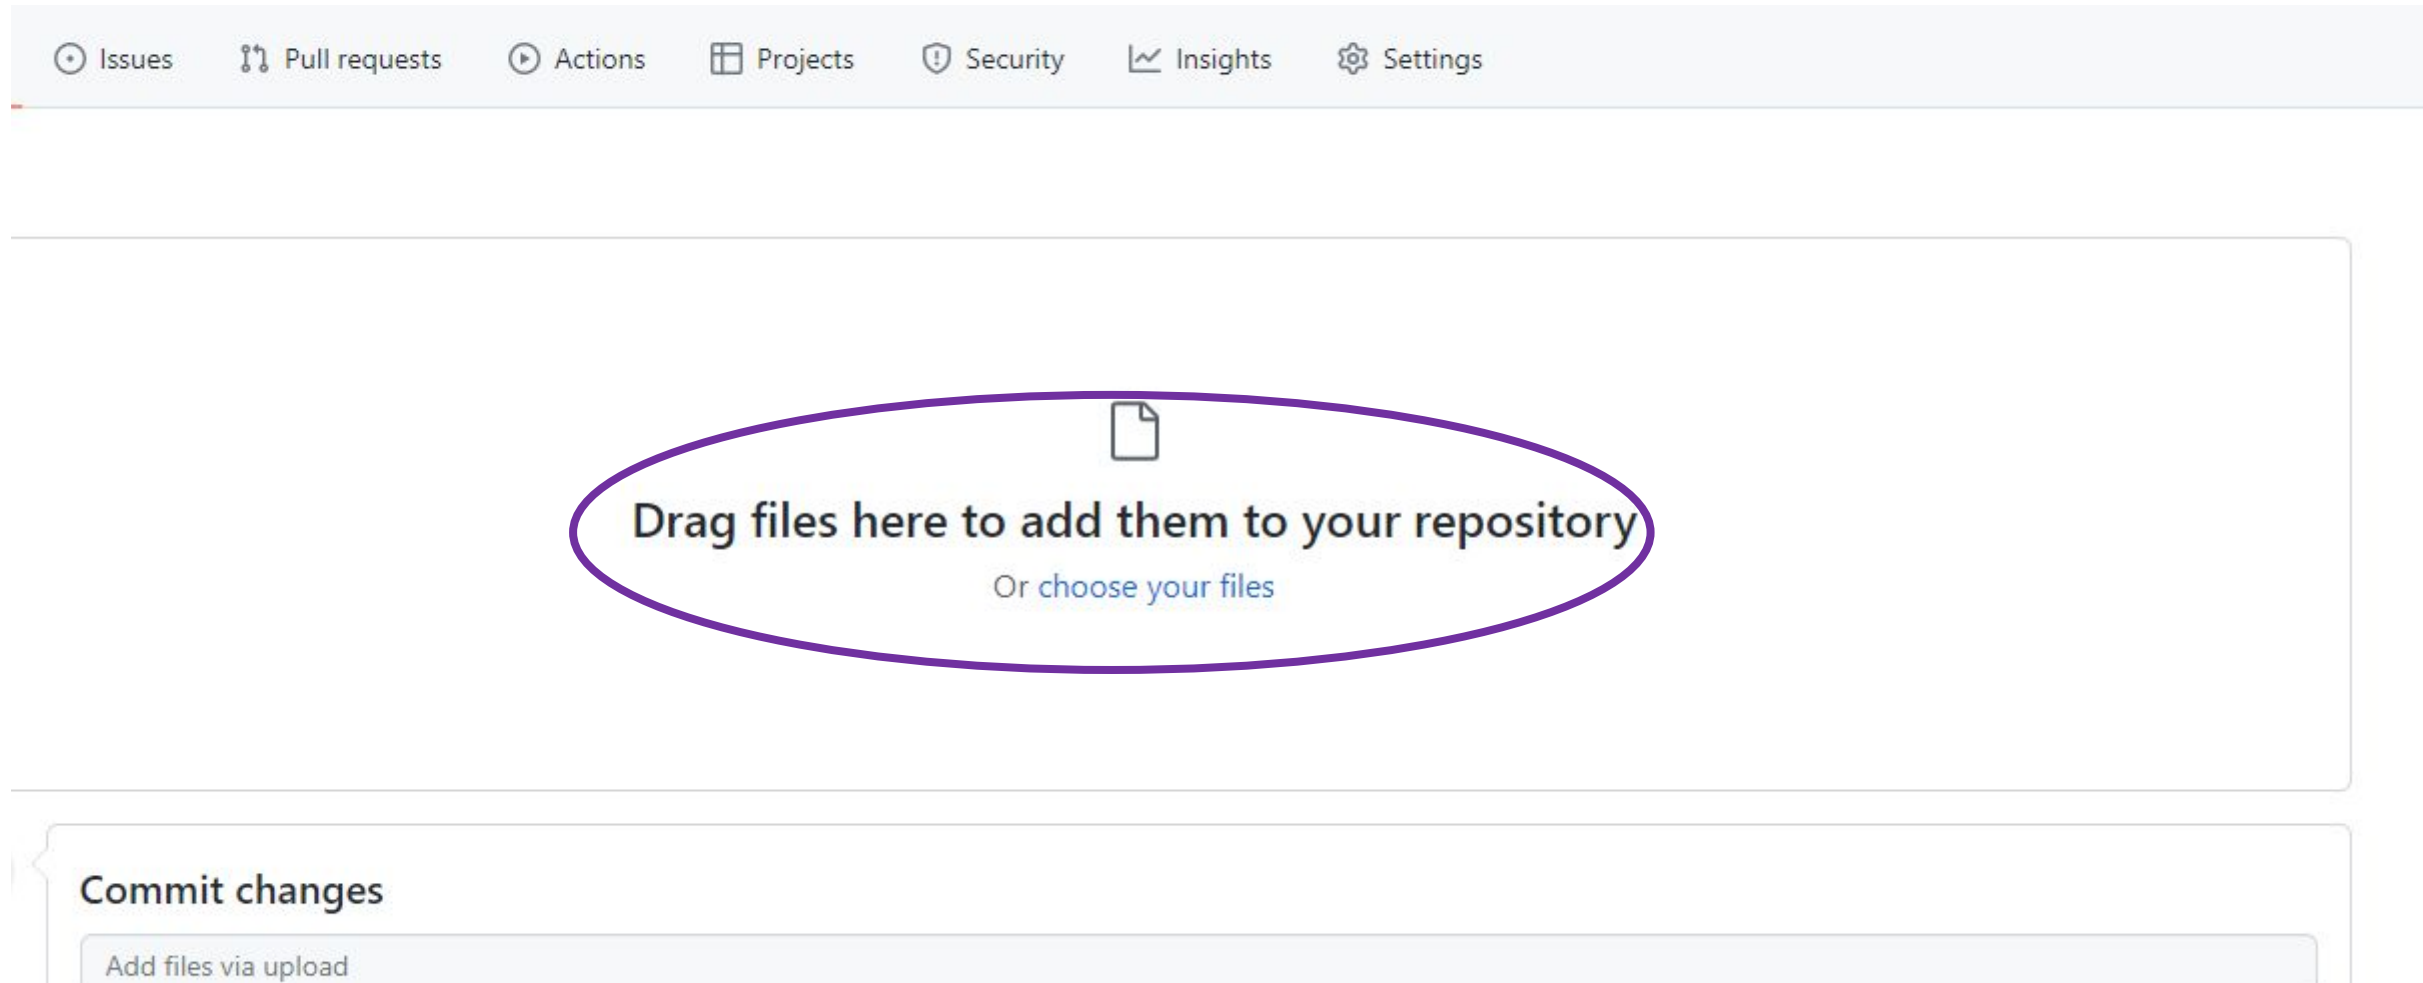 Issues Pull requests Actions Projects Security Insights Settings
Drag files here to add them to your repository
Or choose your files
Commit changes
Add files via upload